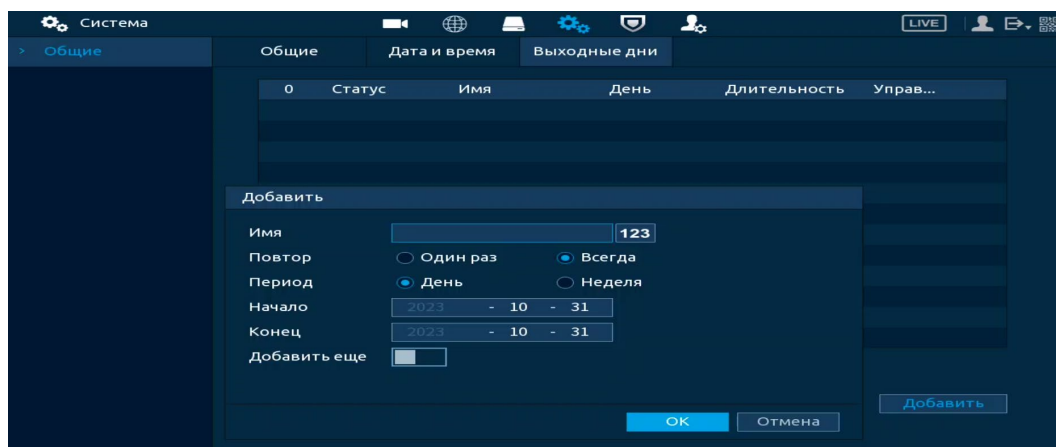 Система LIVE
> Общие Общие Дата и время Выходные дни
0 Статус Имя День Длительность Управ...
Добавить
Имя 123
Повтор Один раз Всегда
Период День Неделя
Начало 2023 - 10 - 31
Конец 2023 - 10 - 31
Добавить еще
Добавить
OK Отмена